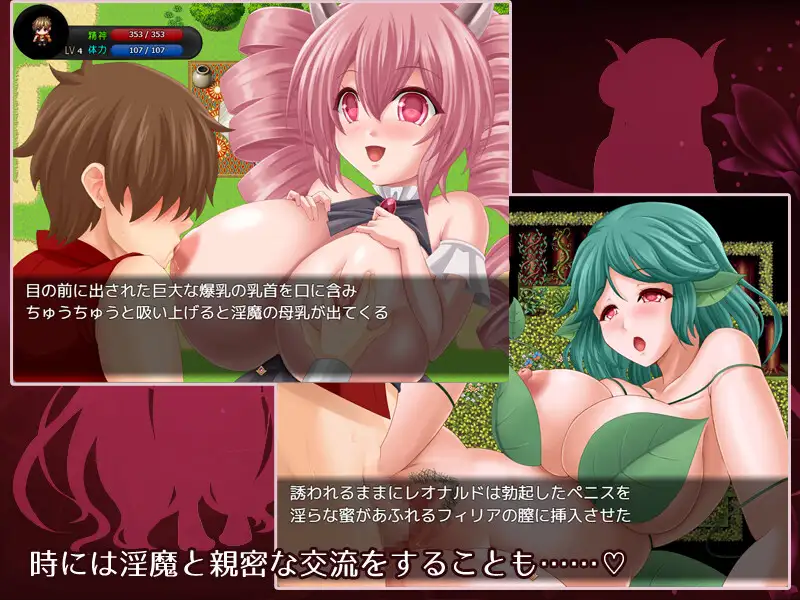 精神 353 / 353
LV 4 体力 107 / 107
目の前に出された巨大な爆乳の乳首を口に含み
ちゅうちゅうと吸い上げると淫魔の母乳が出てくる
誘われるままにレオナルドは勃起したペニスを
淫らな蜜があふれるフィリアの膣に挿入させた
時には淫魔と親密な交流をすることも……♡